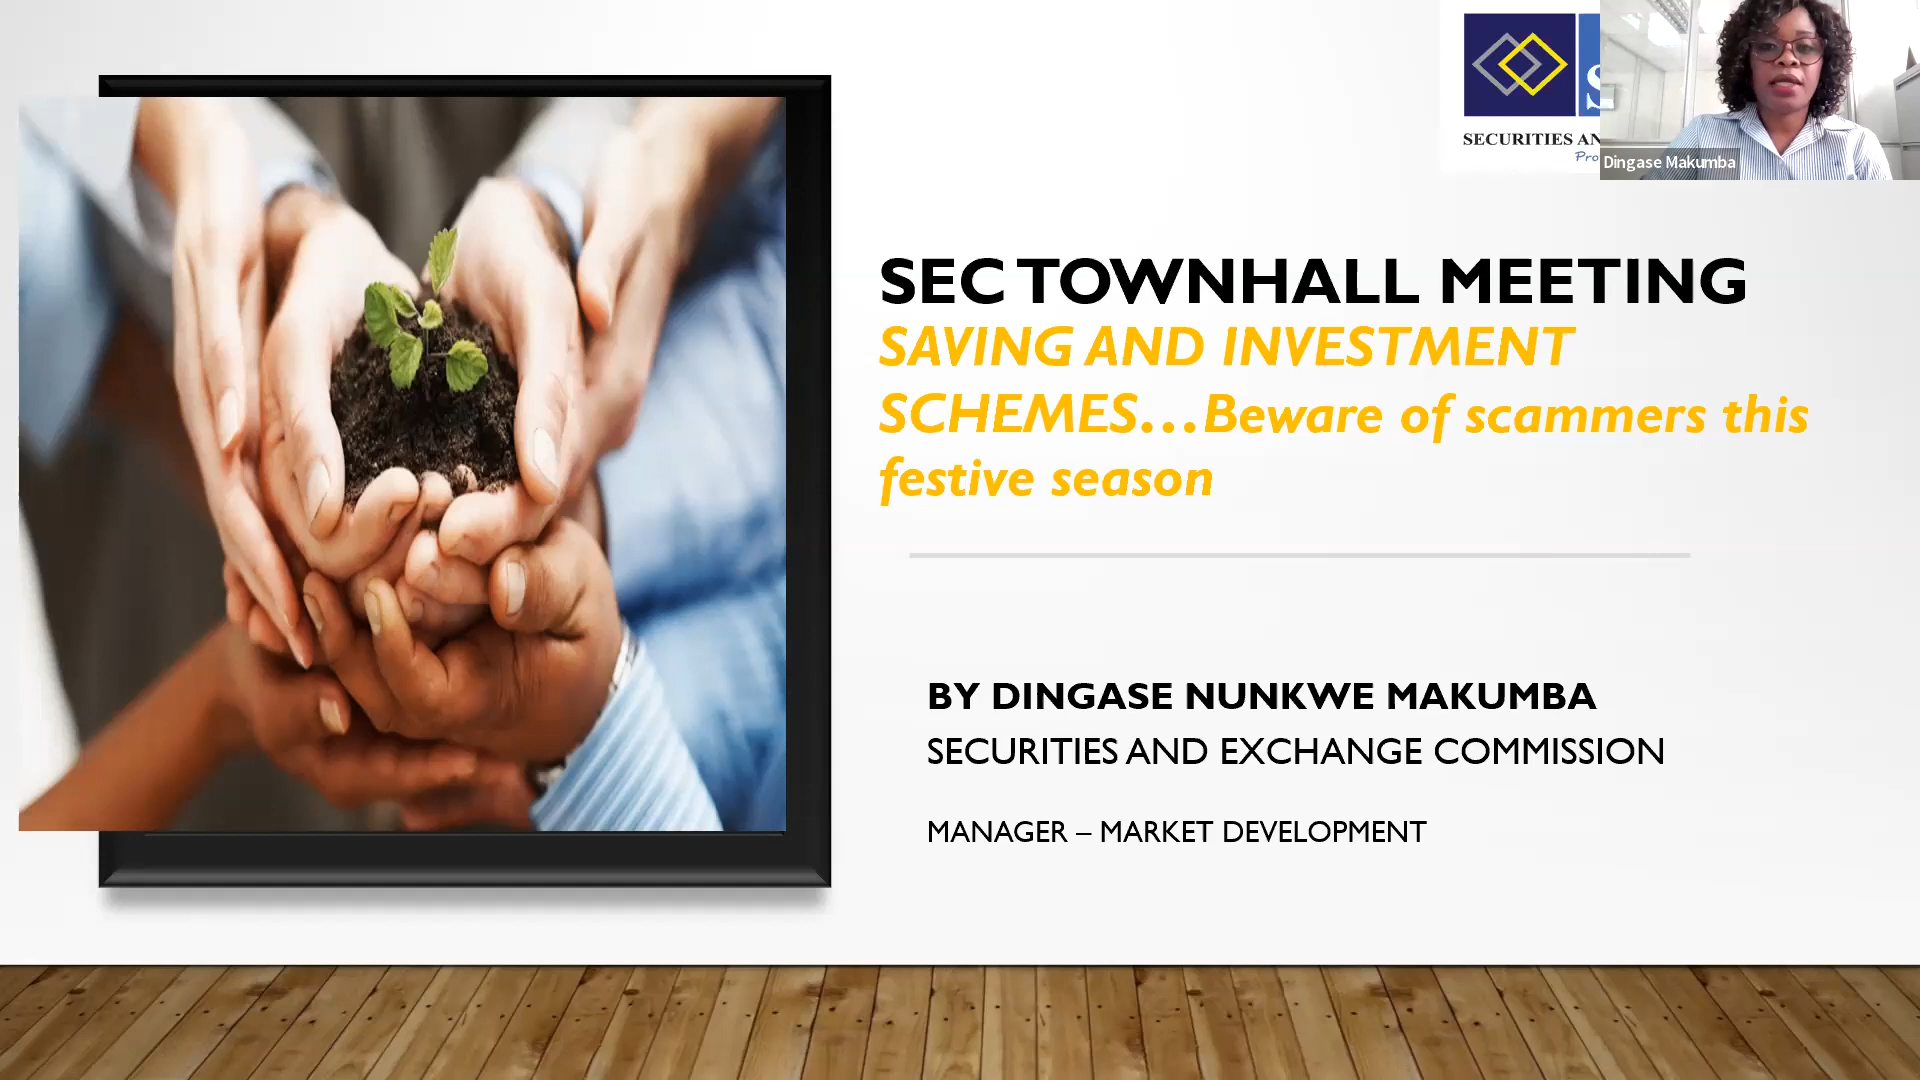 SECURITIES AN
Pro
Dingase Makumba
SEC TOWNHALL MEETING
SAVING AND INVESTMENT
SCHEMES...Beware of scammers this
festive season
BY DINGASE NUNKWE MAKUMBA
SECURITIES AND EXCHANGE COMMISSION
MANAGER – MARKET DEVELOPMENT